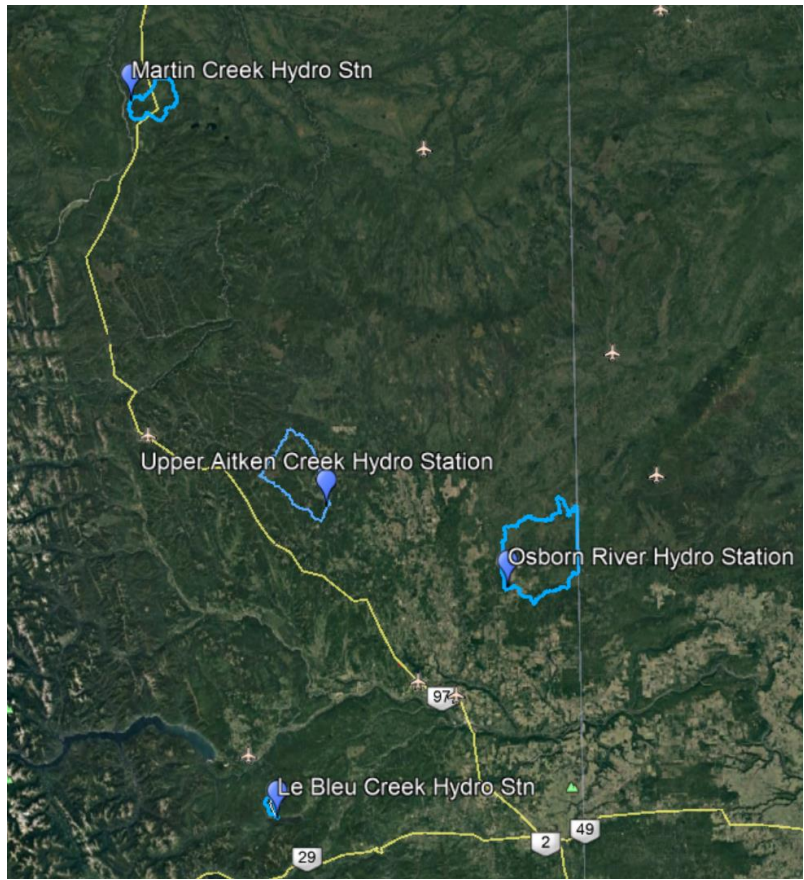 Martin Creek Hydro Stn
Upper Aitken Creek Hydro Station
Osborn River Hydro Station
97
Le Bleu Creek Hydro Stn
49
2
29